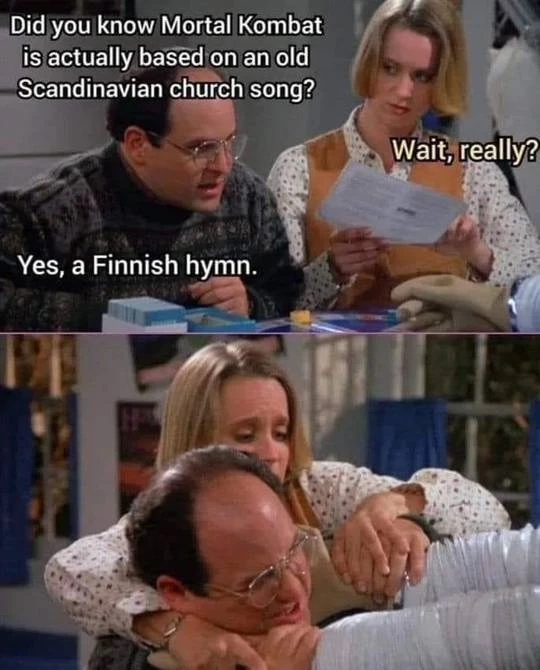 Did you know Mortal Kombat
is actually based on an old
Scandinavian church song?
Wait, really?
Yes, a Finnish hymn.